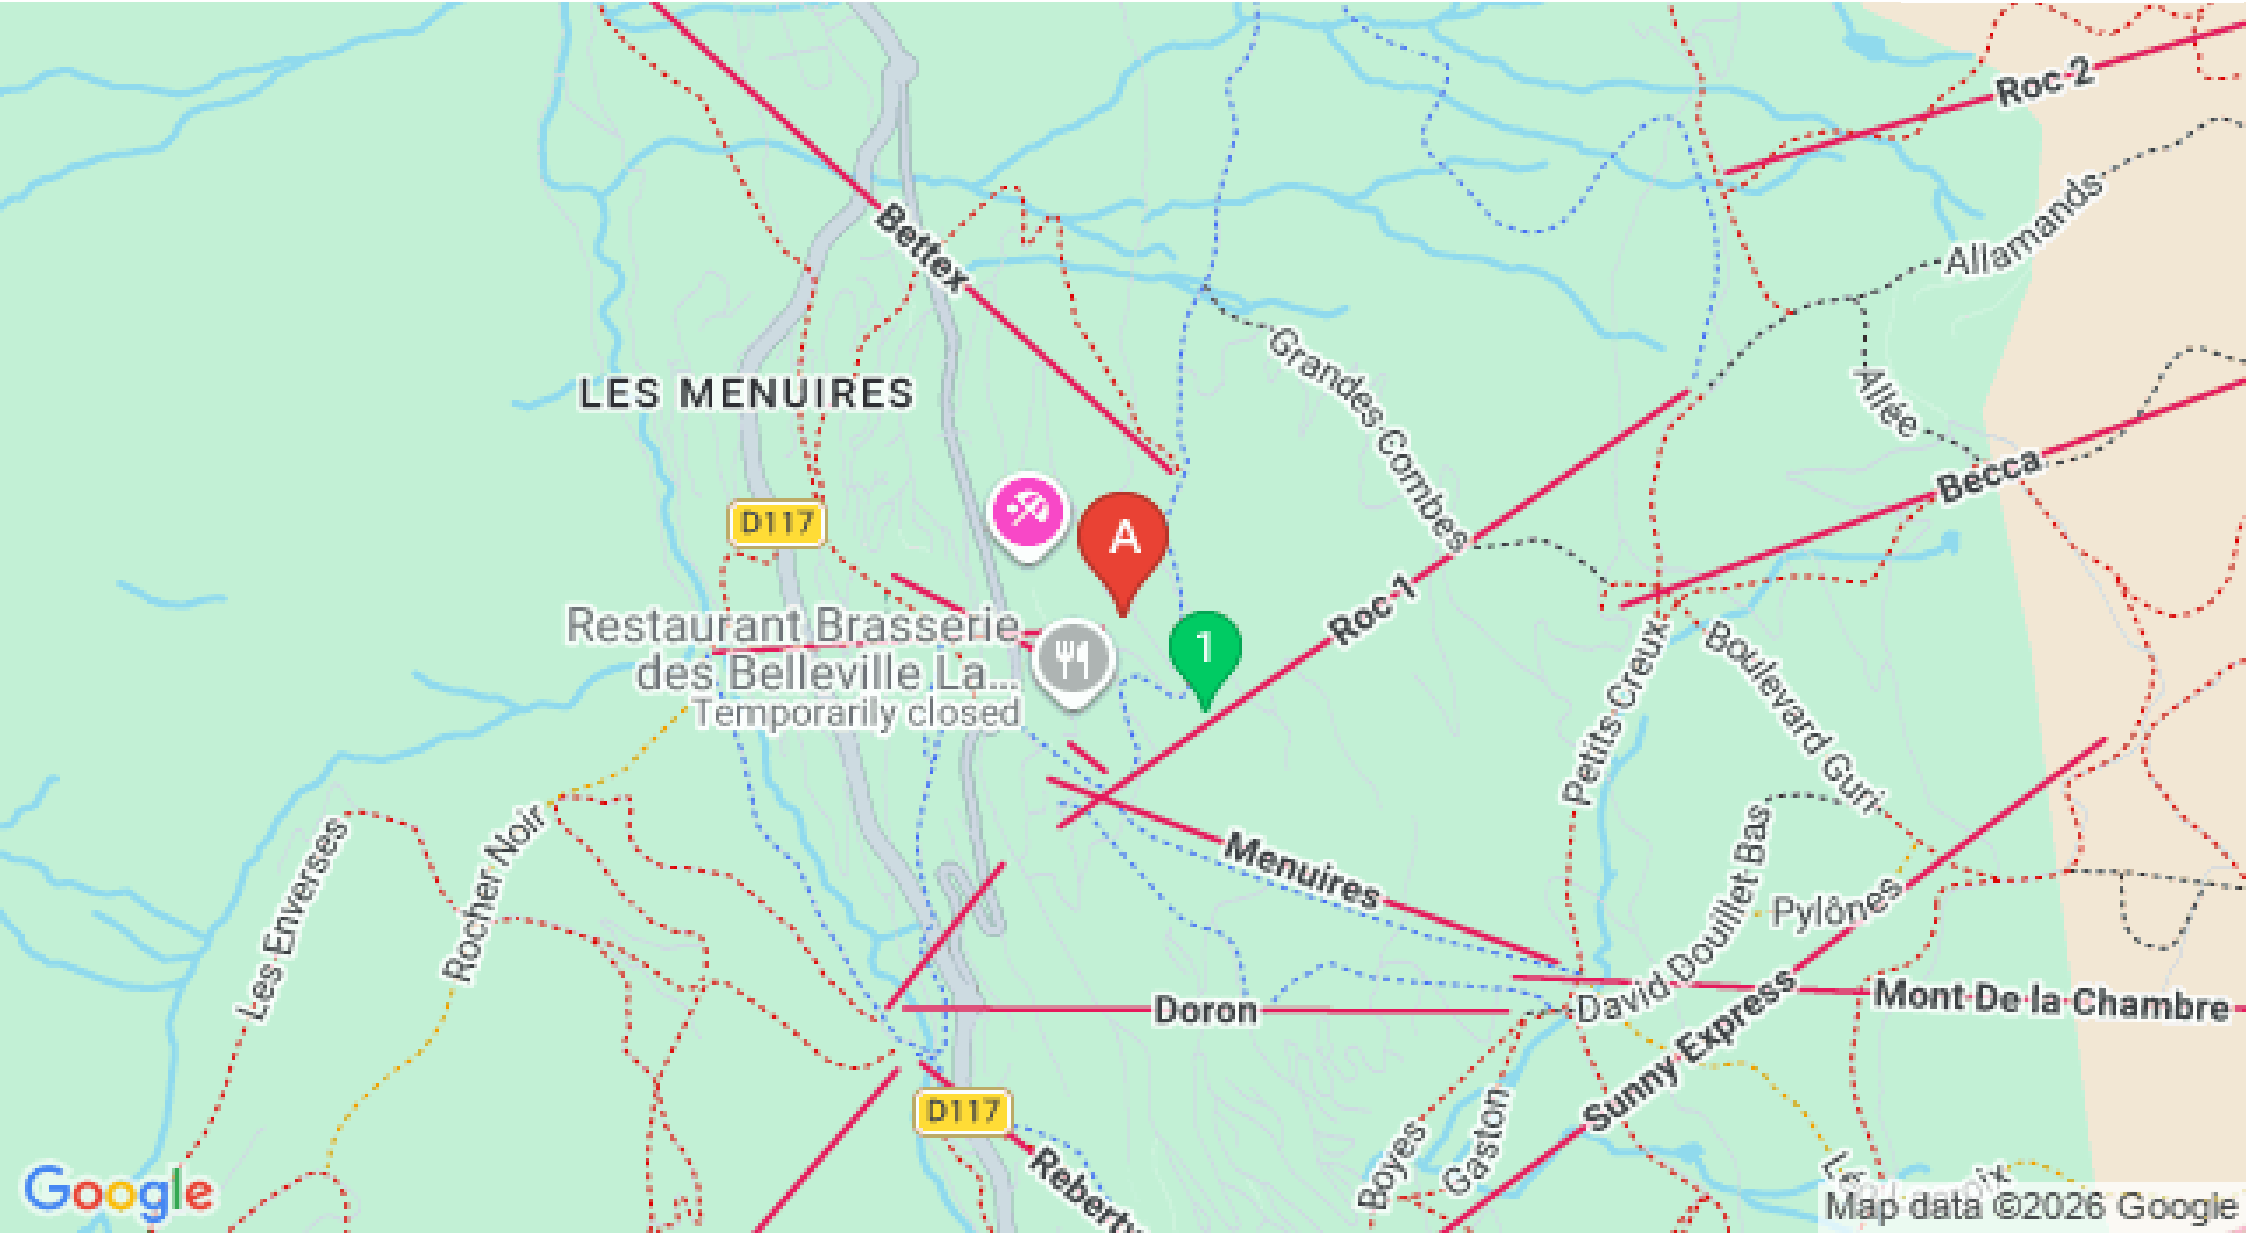 Roc 2
Allamands
Bettex
Grandes Combes
LES MENUIRES
Allée
Becca
D117
A
Roc 1
1
Restaurant Brasserie
des Belleville La...
Temporarily closed
Petits Creux
Boulevard Guri
Les Enverses
Rocher Noir
Menuires
David Douillet Bas
Pylônes
Doron
Mont De la Chambre
Sunny Express
D117
Reberty
Boyes
Gaston
Google
Map data ©2026 Google